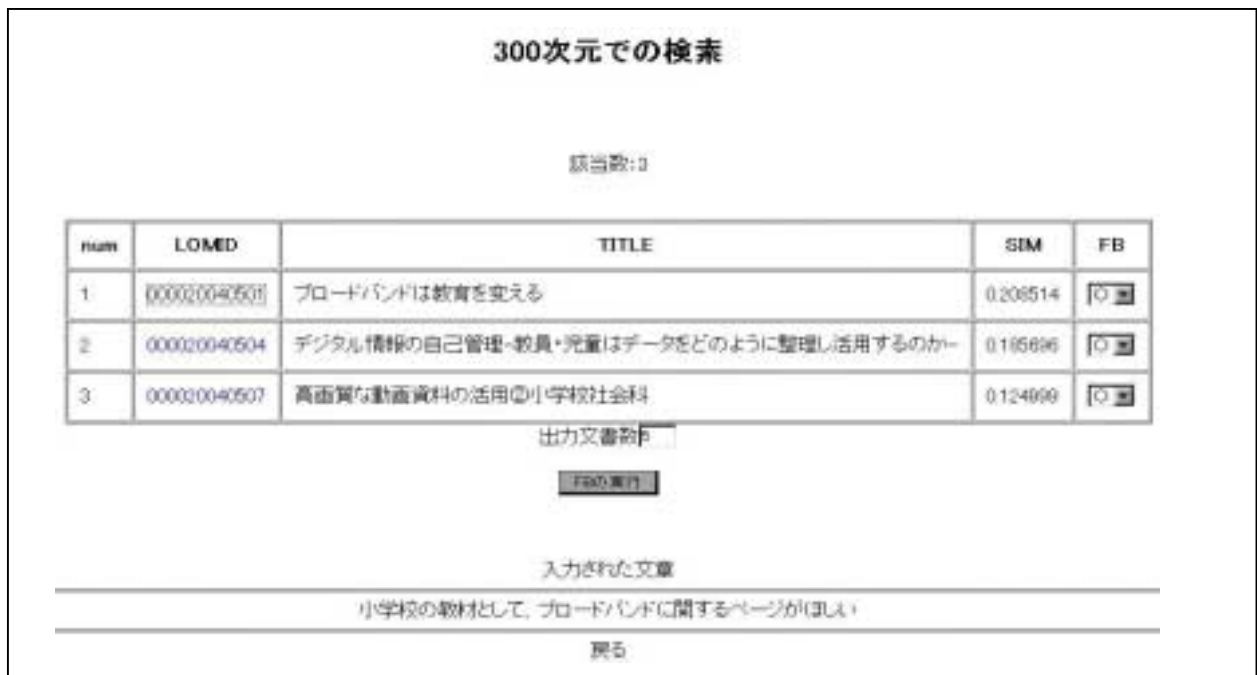 300次元での検索
該当数:3
num LOMID TITLE SIM FB
1 000020040501 ブロードバンドは教育を変える 0.208514 ○
2 000020040504 デジタル情報の自己管理-教員・児童はデータをどのように整理し活用するのか- 0.185696 ○
3 000020040507 高画質な動画資料の活用②小学校社会科 ○
出力文書数
FBの実行
入力された文章
小学校の教材として、ブロードバンドに関するページがほしい
戻る